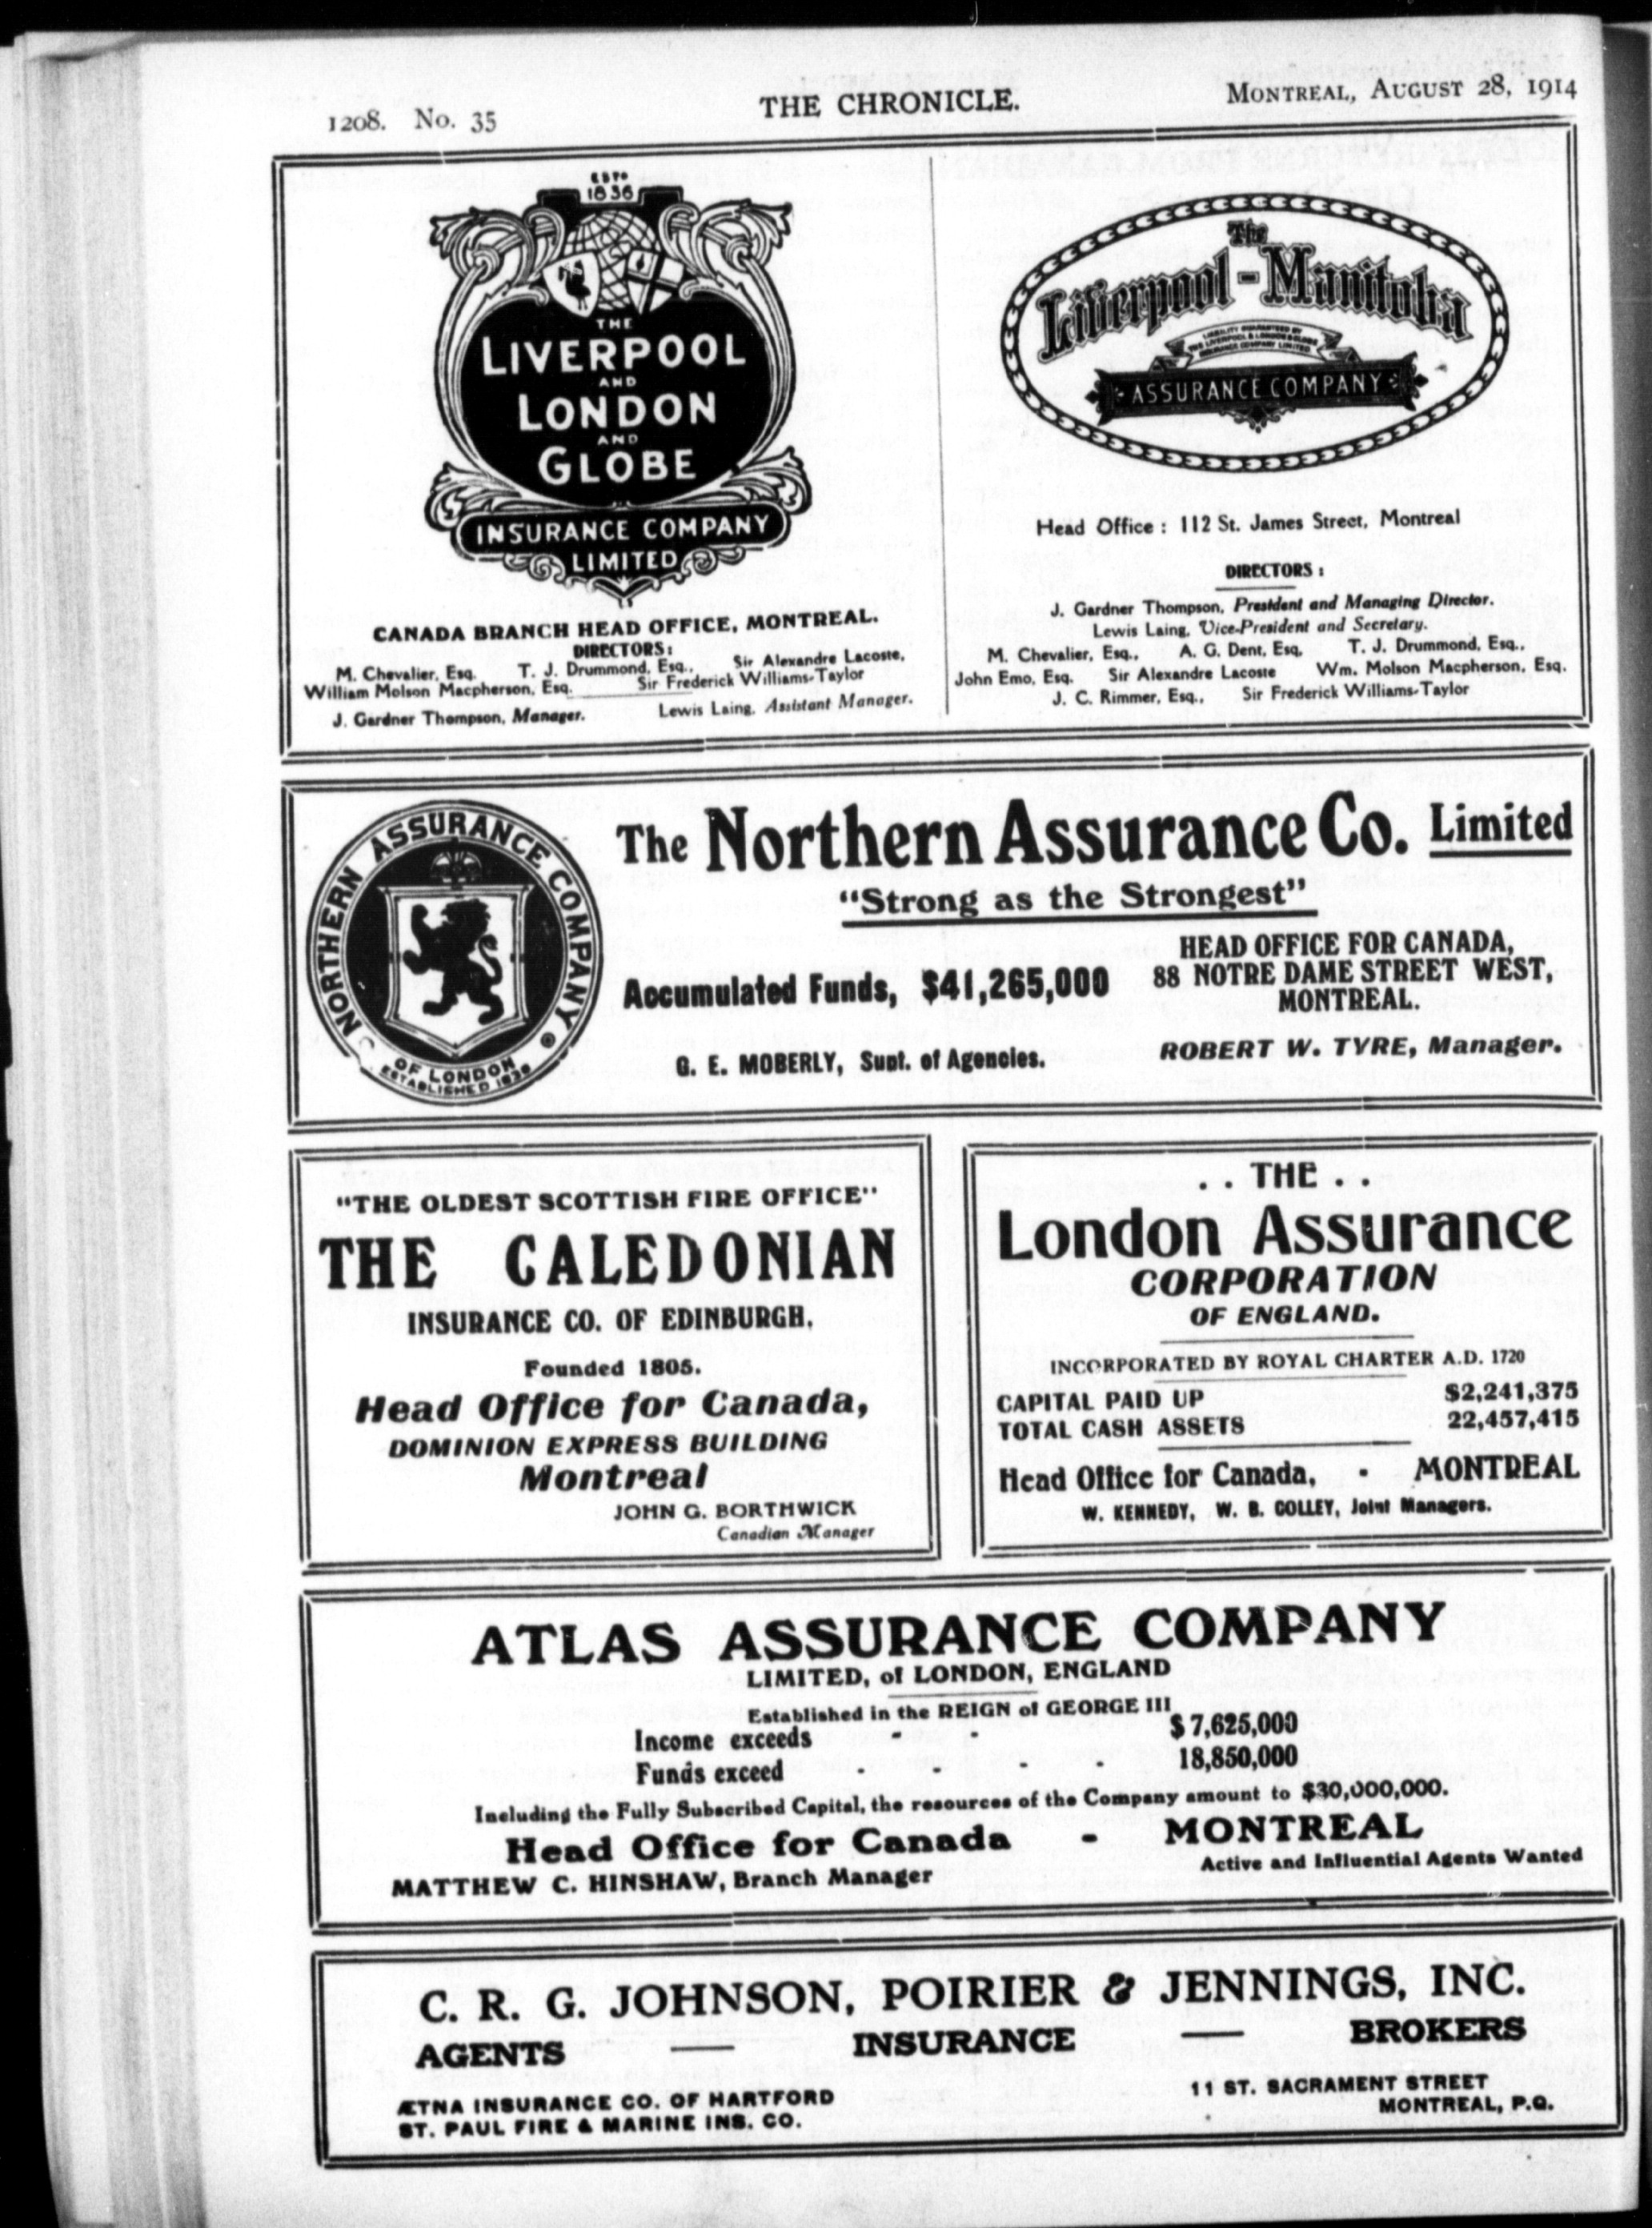 1208. No. 35
THE CHRONICLE.
MONTREAL, AUGUST 28, 1914
ESTD
1836
THE
LIVERPOOL
AND
LONDON
AND
GLOBE
INSURANCE COMPANY
LIMITED
CANADA BRANCH HEAD OFFICE, MONTREAL.
DIRECTORS:
M. Chevalier, Esq. T. J. Drummond, Esq., Sir Alexandre Lacoste,
William Molson Macpherson, Esq. Sir Frederick Williams-Taylor
J. Gardner Thompson, Manager. Lewis Laing, Assistant Manager.
The
Liverpool-Manitoba
LIABILITY GUARANTEED BY
THE LIVERPOOL & LONDON & GLOBE
INSURANCE COMPANY LIMITED
ASSURANCE COMPANY
Head Office : 112 St. James Street, Montreal
DIRECTORS :
J. Gardner Thompson, President and Managing Director.
Lewis Laing, Vice-President and Secretary.
M. Chevalier, Esq., A. G. Dent, Esq, T. J. Drummond, Esq.,
John Emo, Esq. Sir Alexandre Lacoste Wm. Molson Macpherson, Esq.
J. C. Rimmer, Esq., Sir Frederick Williams-Taylor
NORTHERN ASSURANCE COMPANY
OF LONDON
ESTABLISHED 1836
The Northern Assurance Co. Limited
"Strong as the Strongest"
Accumulated Funds, $41,265,000
HEAD OFFICE FOR CANADA,
88 NOTRE DAME STREET WEST,
MONTREAL.
G. E. MOBERLY, Supt. of Agencies.
ROBERT W. TYRE, Manager.
"THE OLDEST SCOTTISH FIRE OFFICE"
THE CALEDONIAN
INSURANCE CO. OF EDINBURGH.
Founded 1805.
Head Office for Canada,
DOMINION EXPRESS BUILDING
Montreal
JOHN G. BORTHWICK
Canadian Manager
. . THE . .
London Assurance
CORPORATION
OF ENGLAND.
INCORPORATED BY ROYAL CHARTER A.D. 1720
CAPITAL PAID UP $2,241,375
TOTAL CASH ASSETS 22,457,415
Head Office for Canada, - MONTREAL
W. KENNEDY, W. B. COLLEY, Joint Managers.
ATLAS ASSURANCE COMPANY
LIMITED, of LONDON, ENGLAND
Established in the REIGN of GEORGE III
Income exceeds - - $ 7,625,000
Funds exceed - - - - 18,850,000
Including the Fully Subscribed Capital, the resources of the Company amount to $30,000,000.
Head Office for Canada - MONTREAL
MATTHEW C. HINSHAW, Branch Manager
Active and Influential Agents Wanted
C. R. G. JOHNSON, POIRIER & JENNINGS, INC.
AGENTS — INSURANCE — BROKERS
ÆTNA INSURANCE CO. OF HARTFORD
ST. PAUL FIRE & MARINE INS. CO.
11 ST. SACRAMENT STREET
MONTREAL, P.Q.